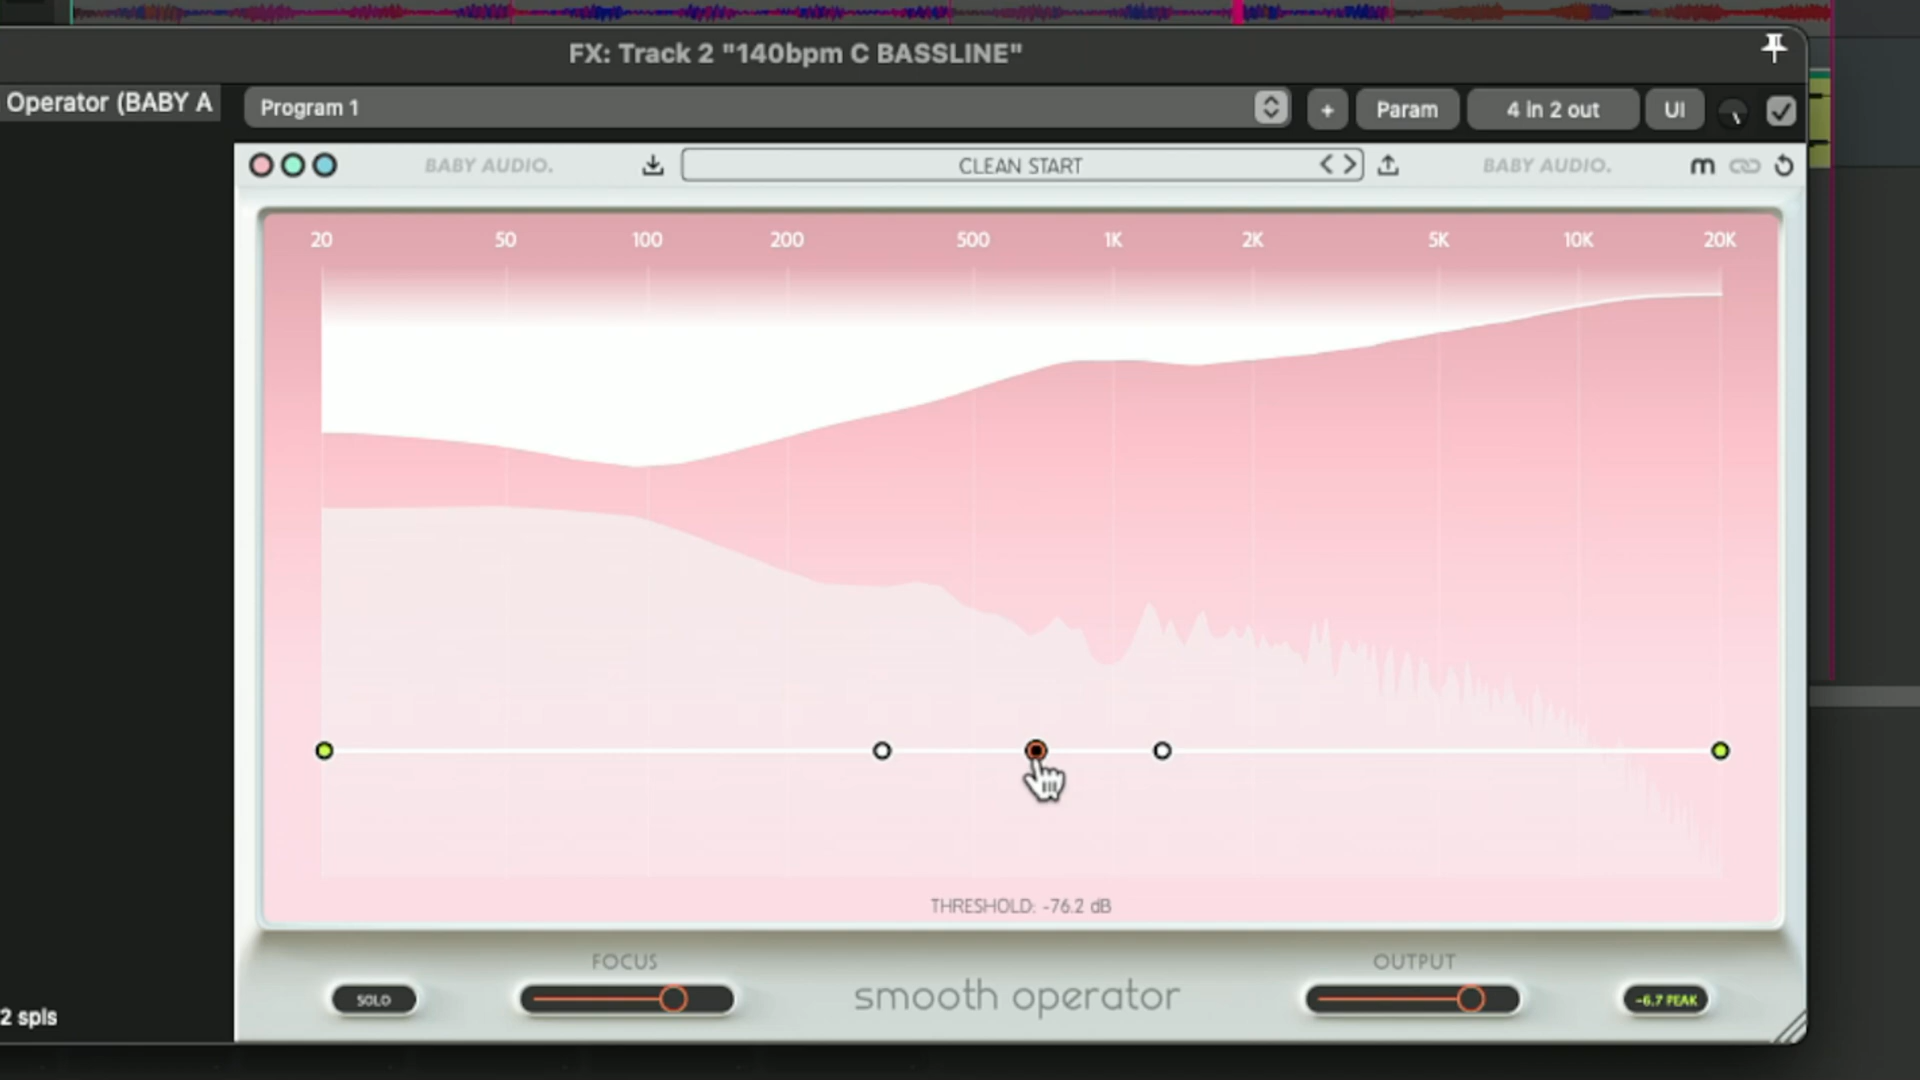 FX: Track 2 "140bpm C BASSLINE"
Operator (BABY A
Program 1
+
Param
4 in 2 out
UI
BABY AUDIO.
CLEAN START
BABY AUDIO.
m
20 50 100 200 500 1K 2K 5K 10K 20K
THRESHOLD: -76.2 dB
FOCUS
OUTPUT
SOLO
smooth operator
-6.7 PEAK
2 spls